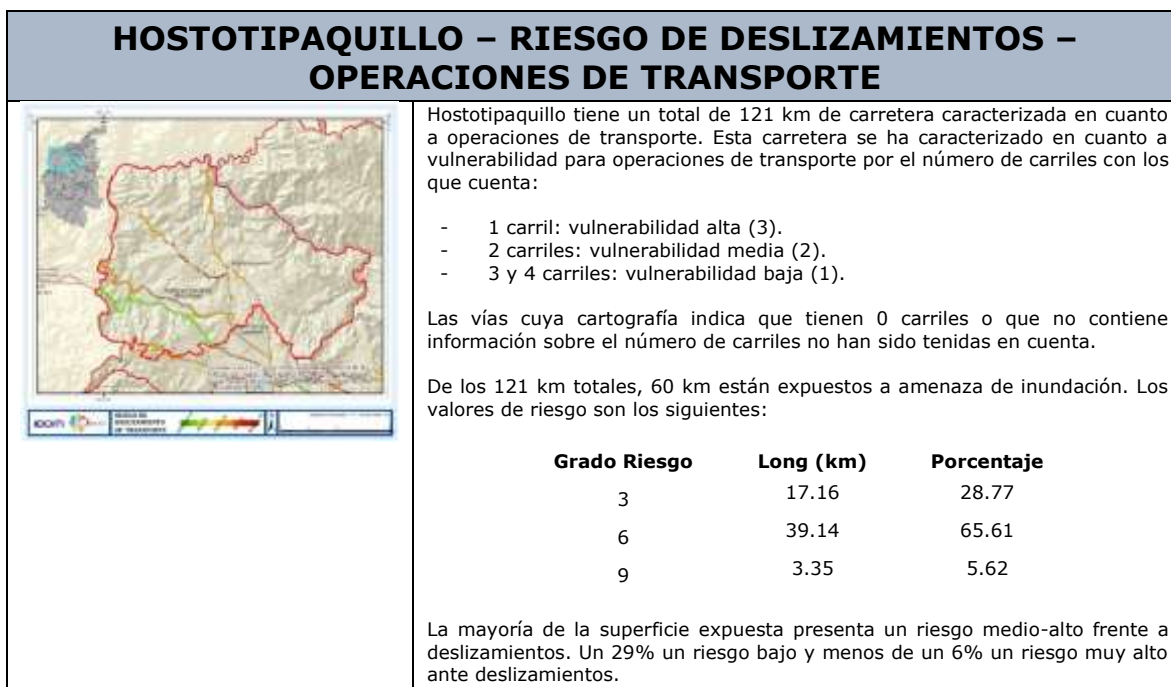 HOSTOTIPAQUILLO – RIESGO DE DESLIZAMIENTOS –
OPERACIONES DE TRANSPORTE
Hostotipaquillo tiene un total de 121 km de carretera caracterizada en cuanto
a operaciones de transporte. Esta carretera se ha caracterizado en cuanto a
vulnerabilidad para operaciones de transporte por el número de carriles con los
que cuenta:
- 1 carril: vulnerabilidad alta (3).
- 2 carriles: vulnerabilidad media (2).
- 3 y 4 carriles: vulnerabilidad baja (1).
Las vías cuya cartografía indica que tienen 0 carriles o que no contiene
información sobre el número de carriles no han sido tenidas en cuenta.
De los 121 km totales, 60 km están expuestos a amenaza de inundación. Los
valores de riesgo son los siguientes:
Grado Riesgo Long (km) Porcentaje
3 17.16 28.77
6 39.14 65.61
9 3.35 5.62
La mayoría de la superficie expuesta presenta un riesgo medio-alto frente a
deslizamientos. Un 29% un riesgo bajo y menos de un 6% un riesgo muy alto
ante deslizamientos.